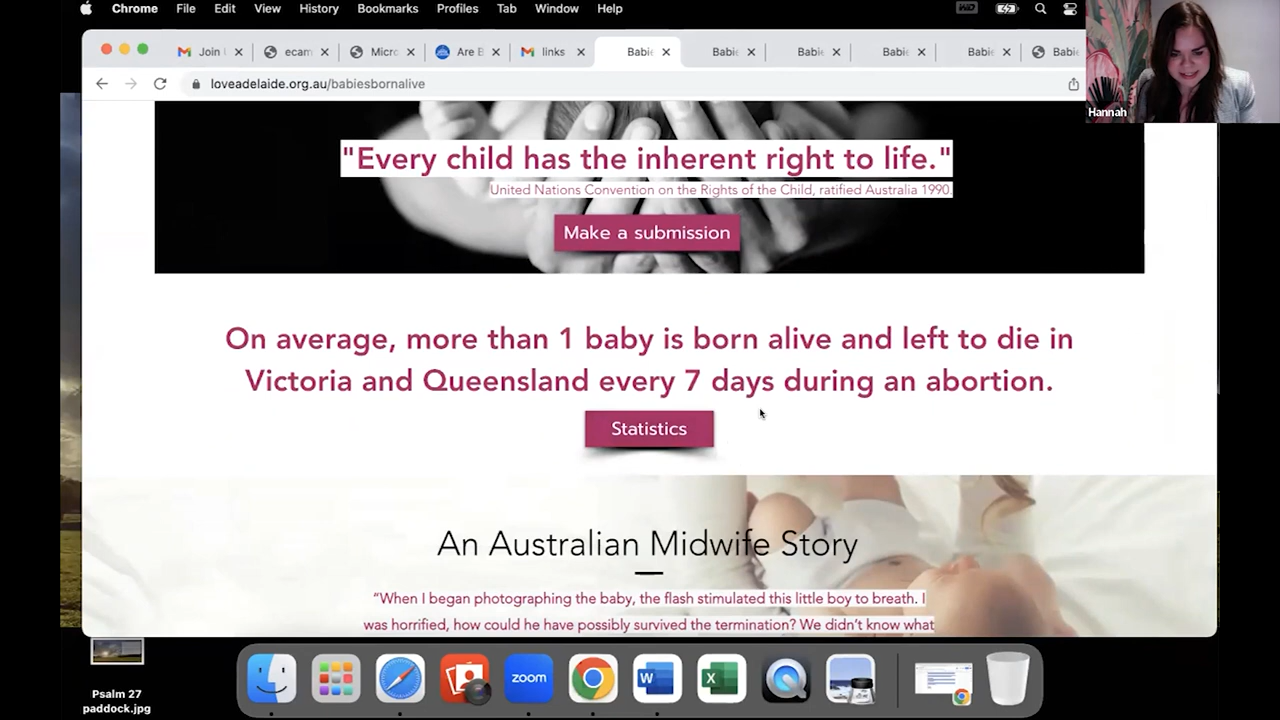 Chrome File Edit View History Bookmarks Profiles Tab Window Help
Join ecam Micro Are B links Babie Babie Babie Babie Babie Babie
loveadelaide.org.au/babiesbornalive
Hannah
"Every child has the inherent right to life."
United Nations Convention on the Rights of the Child, ratified Australia 1990.
Make a submission
On average, more than 1 baby is born alive and left to die in
Victoria and Queensland every 7 days during an abortion.
Statistics
An Australian Midwife Story
“When I began photographing the baby, the flash stimulated this little boy to breath. I
was horrified, how could he have possibly survived the termination? We didn’t know what
zoom
Psalm 27
paddock.jpg